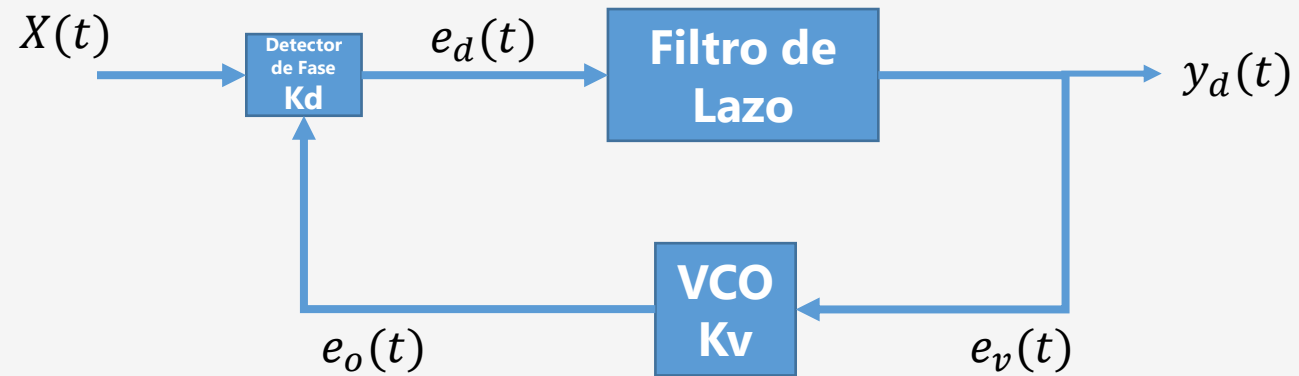 X(t)
Detector
de Fase
Kd
e_d(t)
Filtro de
Lazo
y_d(t)
VCO
Kv
e_o(t)
e_v(t)